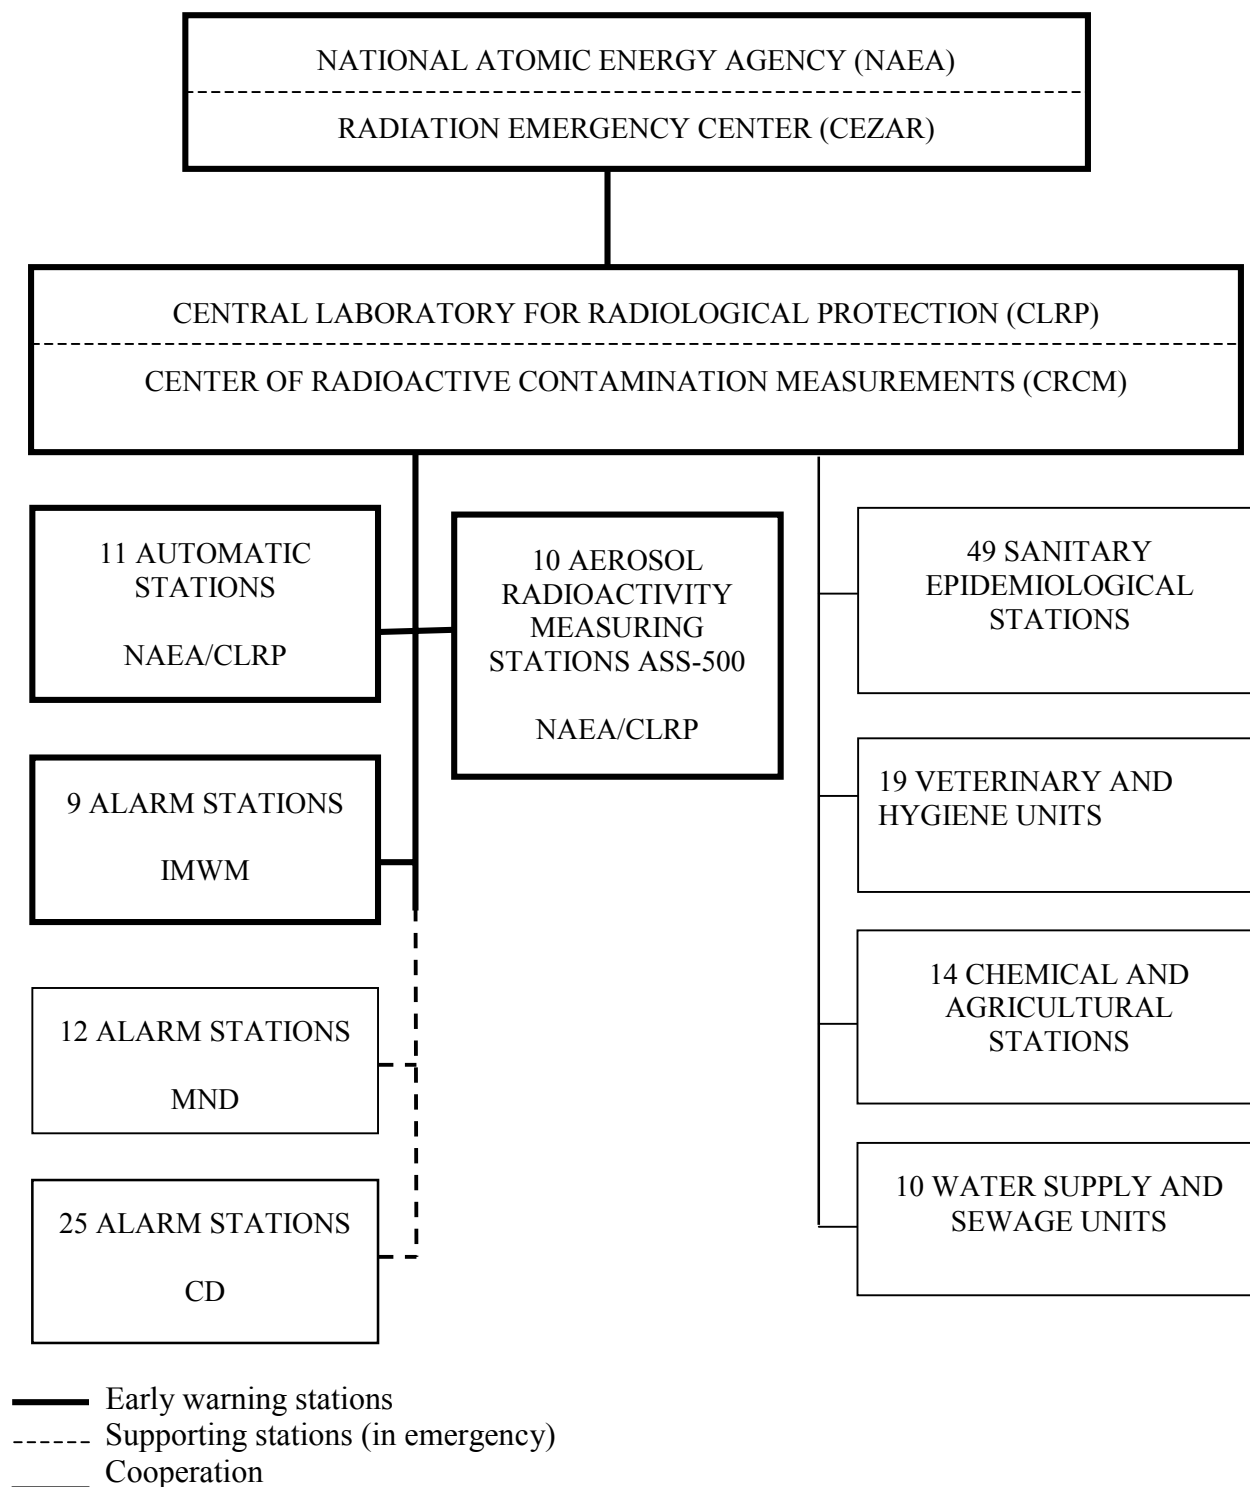 NATIONAL ATOMIC ENERGY AGENCY (NAEA)
RADIATION EMERGENCY CENTER (CEZAR)
CENTRAL LABORATORY FOR RADIOLOGICAL PROTECTION (CLRP)
CENTER OF RADIOACTIVE CONTAMINATION MEASUREMENTS (CRCM)
11 AUTOMATIC
STATIONS
NAEA/CLRP
10 AEROSOL
RADIOACTIVITY
MEASURING
STATIONS ASS-500
NAEA/CLRP
49 SANITARY
EPIDEMIOLOGICAL
STATIONS
9 ALARM STATIONS
IMWM
19 VETERINARY AND
HYGIENE UNITS
12 ALARM STATIONS
MND
14 CHEMICAL AND
AGRICULTURAL
STATIONS
25 ALARM STATIONS
CD
10 WATER SUPPLY AND
SEWAGE UNITS
Early warning stations
Supporting stations (in emergency)
Cooperation